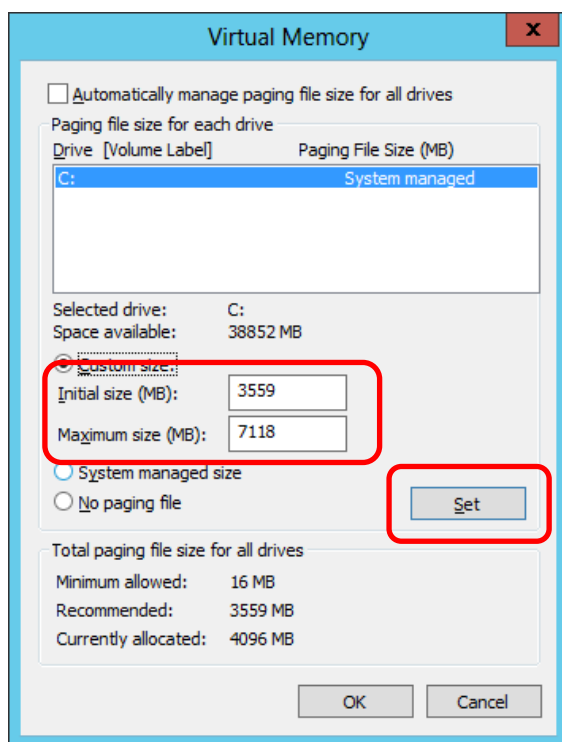 Virtual Memory
x
Automatically manage paging file size for all drives
Paging file size for each drive
Drive [Volume Label] Paging File Size (MB)
C: System managed
Selected drive: C:
Space available: 38852 MB
Custom size:
Initial size (MB): 3559
Maximum size (MB): 7118
System managed size
No paging file
Set
Total paging file size for all drives
Minimum allowed: 16 MB
Recommended: 3559 MB
Currently allocated: 4096 MB
OK Cancel